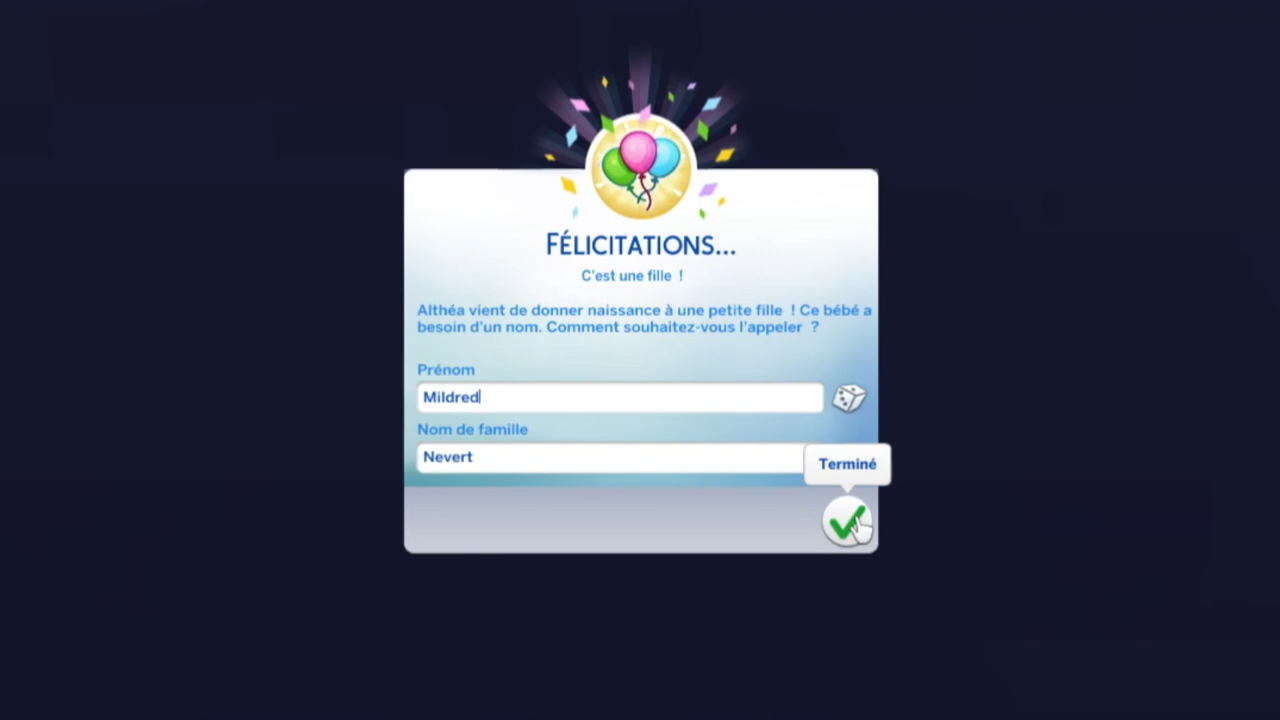 FÉLICITATIONS...
C'est une fille !
Althéa vient de donner naissance à une petite fille ! Ce bébé a
besoin d'un nom. Comment souhaitez-vous l'appeler ?
Prénom
Mildred
Nom de famille
Nevert
Terminé